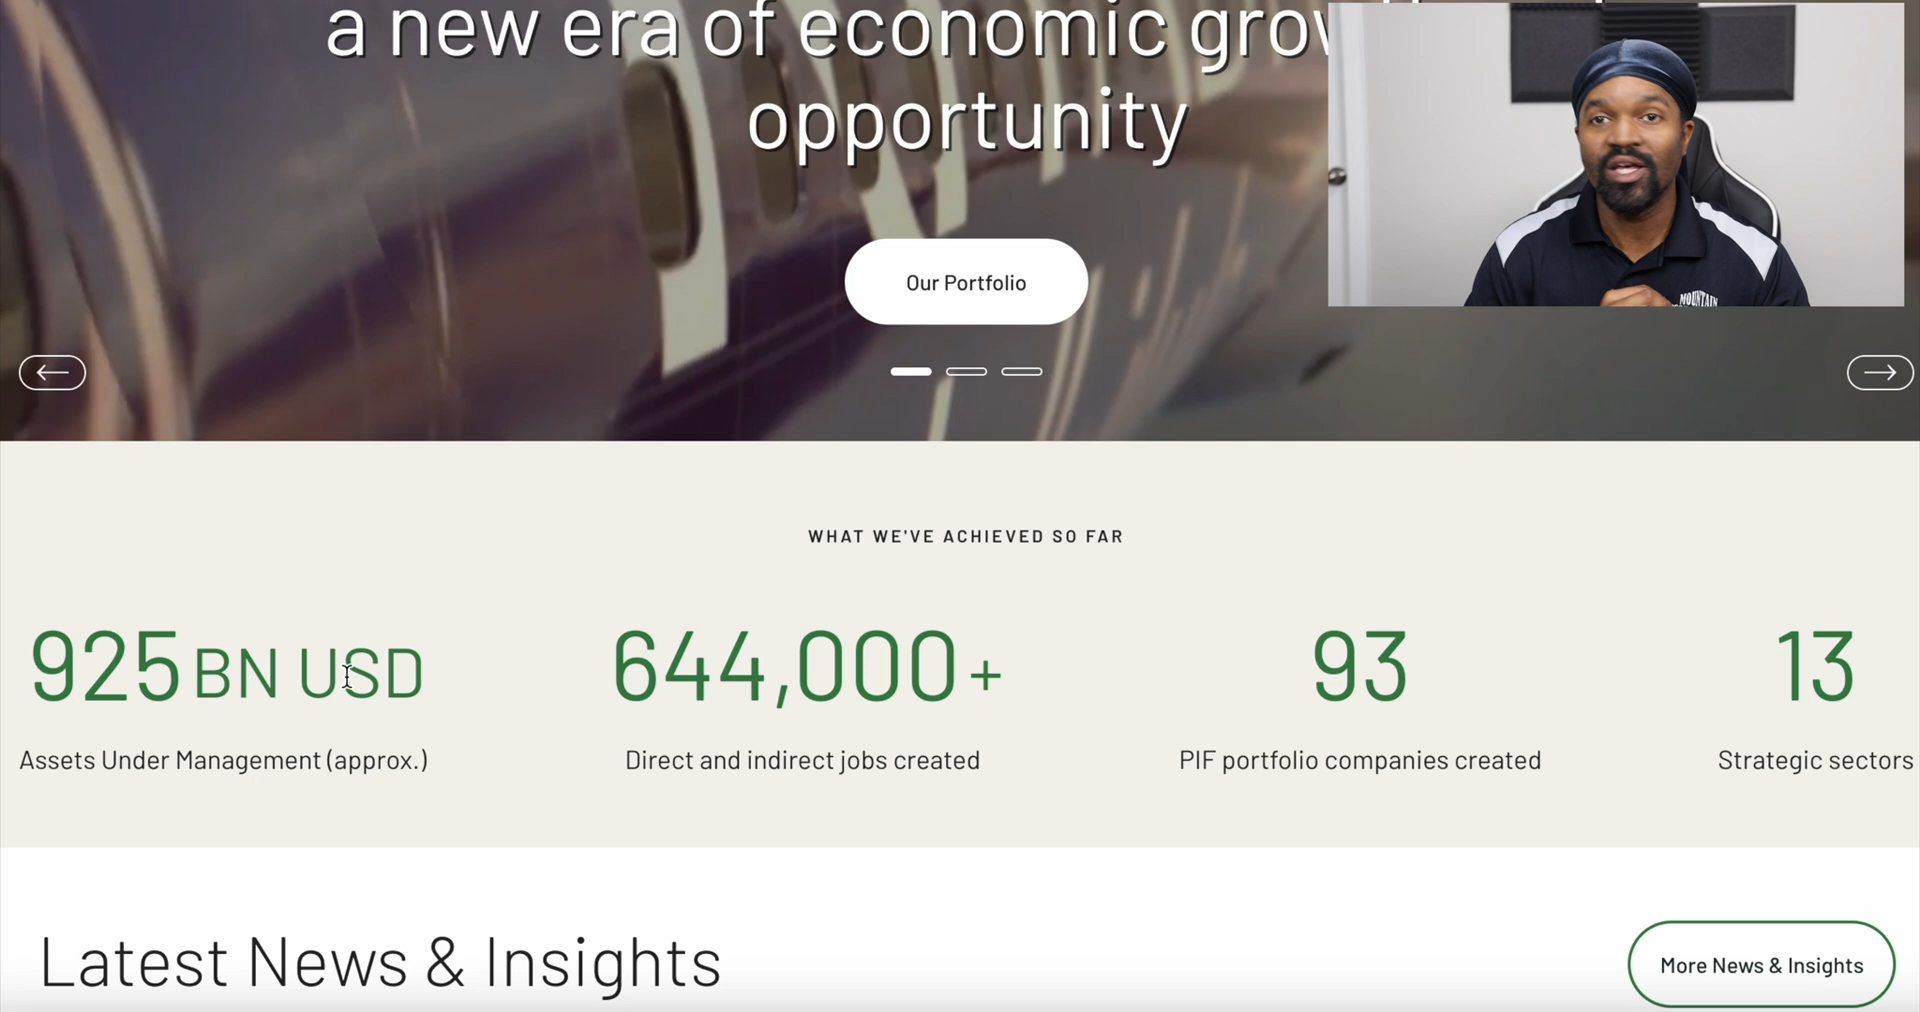 a new era of economic
opportunity
Our Portfolio
MOUNTAIN
WHAT WE'VE ACHIEVED SO FAR
925 BN USD
644,000+
93
13
Assets Under Management (approx.)
Direct and indirect jobs created
PIF portfolio companies created
Strategic sectors
Latest News & Insights
More News & Insights